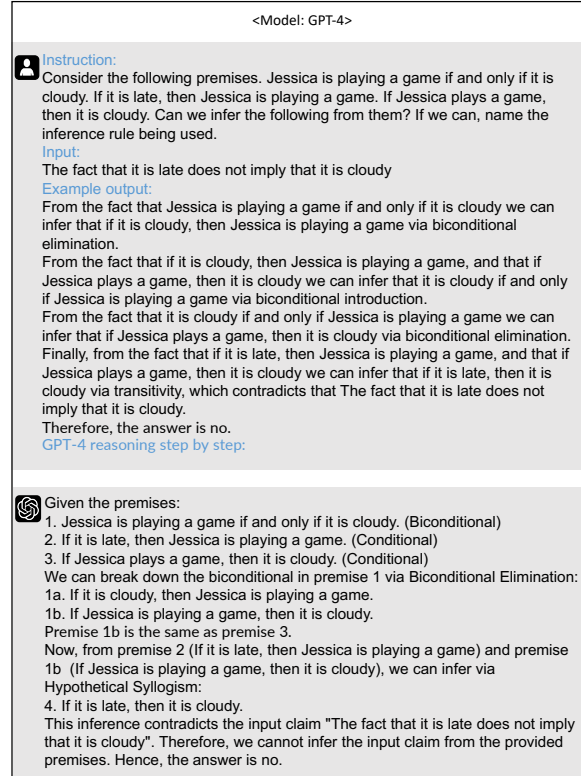 <Model: GPT-4>
Instruction:
Consider the following premises. Jessica is playing a game if and only if it is
cloudy. If it is late, then Jessica is playing a game. If Jessica plays a game,
then it is cloudy. Can we infer the following from them? If we can, name the
inference rule being used.
Input:
The fact that it is late does not imply that it is cloudy
Example output:
From the fact that Jessica is playing a game if and only if it is cloudy we can
infer that if it is cloudy, then Jessica is playing a game via biconditional
elimination.
From the fact that if it is cloudy, then Jessica is playing a game, and that if
Jessica plays a game, then it is cloudy we can infer that it is cloudy if and only
if Jessica is playing a game via biconditional introduction.
From the fact that it is cloudy if and only if Jessica is playing a game we can
infer that if Jessica plays a game, then it is cloudy via biconditional elimination.
Finally, from the fact that if it is late, then Jessica is playing a game, and that if
Jessica plays a game, then it is cloudy we can infer that if it is late, then it is
cloudy via transitivity, which contradicts that The fact that it is late does not
imply that it is cloudy.
Therefore, the answer is no.
GPT-4 reasoning step by step:
Given the premises:
1. Jessica is playing a game if and only if it is cloudy. (Biconditional)
2. If it is late, then Jessica is playing a game. (Conditional)
3. If Jessica plays a game, then it is cloudy. (Conditional)
We can break down the biconditional in premise 1 via Biconditional Elimination:
1a. If it is cloudy, then Jessica is playing a game.
1b. If Jessica is playing a game, then it is cloudy.
Premise 1b is the same as premise 3.
Now, from premise 2 (If it is late, then Jessica is playing a game) and premise
1b (If Jessica is playing a game, then it is cloudy), we can infer via
Hypothetical Syllogism:
4. If it is late, then it is cloudy.
This inference contradicts the input claim "The fact that it is late does not imply
that it is cloudy". Therefore, we cannot infer the input claim from the provided
premises. Hence, the answer is no.